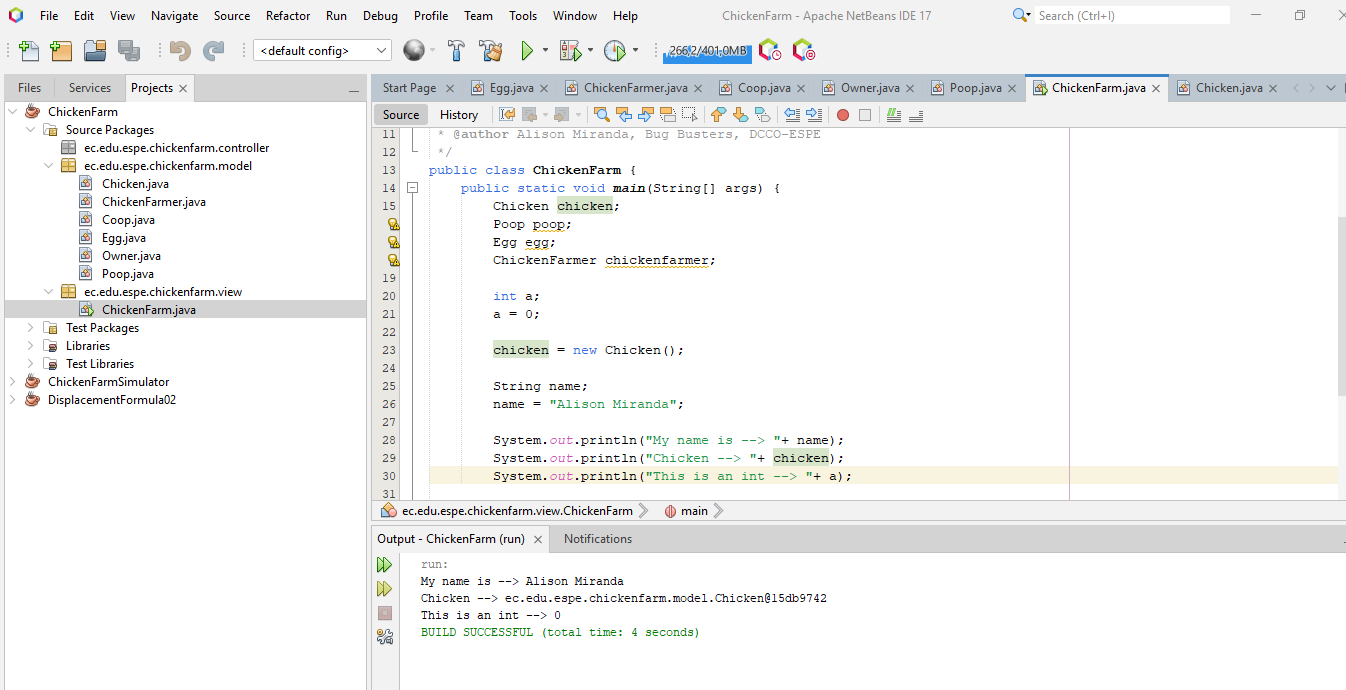 File Edit View Navigate Source Refactor Run Debug Profile Team Tools Window Help
ChickenFarm - Apache NetBeans IDE 17
Search (Ctrl+I)
<default config>
266,2/401,0MB
Files Services Projects
Start Page Egg.java ChickenFarmer.java Coop.java Owner.java Poop.java ChickenFarm.java Chicken.java
ChickenFarm
Source Packages
ec.edu.espe.chickenfarm.controller
ec.edu.espe.chickenfarm.model
Chicken.java
ChickenFarmer.java
Coop.java
Egg.java
Owner.java
Poop.java
ec.edu.espe.chickenfarm.view
ChickenFarm.java
Test Packages
Libraries
Test Libraries
ChickenFarmSimulator
DisplacementFormula02
Source History
11 * @author Alison Miranda, Bug Busters, DCCO-ESPE
12 */
13 public class ChickenFarm {
14 public static void main(String[] args) {
15 Chicken chicken;
Poop poop;
Egg egg;
ChickenFarmer chickenfarmer;
19
20 int a;
21 a = 0;
22
23 chicken = new Chicken();
24
25 String name;
26 name = "Alison Miranda";
27
28 System.out.println("My name is --> "+ name);
29 System.out.println("Chicken --> "+ chicken);
30 System.out.println("This is an int --> "+ a);
31
ec.edu.espe.chickenfarm.view.ChickenFarm main
Output - ChickenFarm (run) Notifications
run:
My name is --> Alison Miranda
Chicken --> ec.edu.espe.chickenfarm.model.Chicken@15db9742
This is an int --> 0
BUILD SUCCESSFUL (total time: 4 seconds)